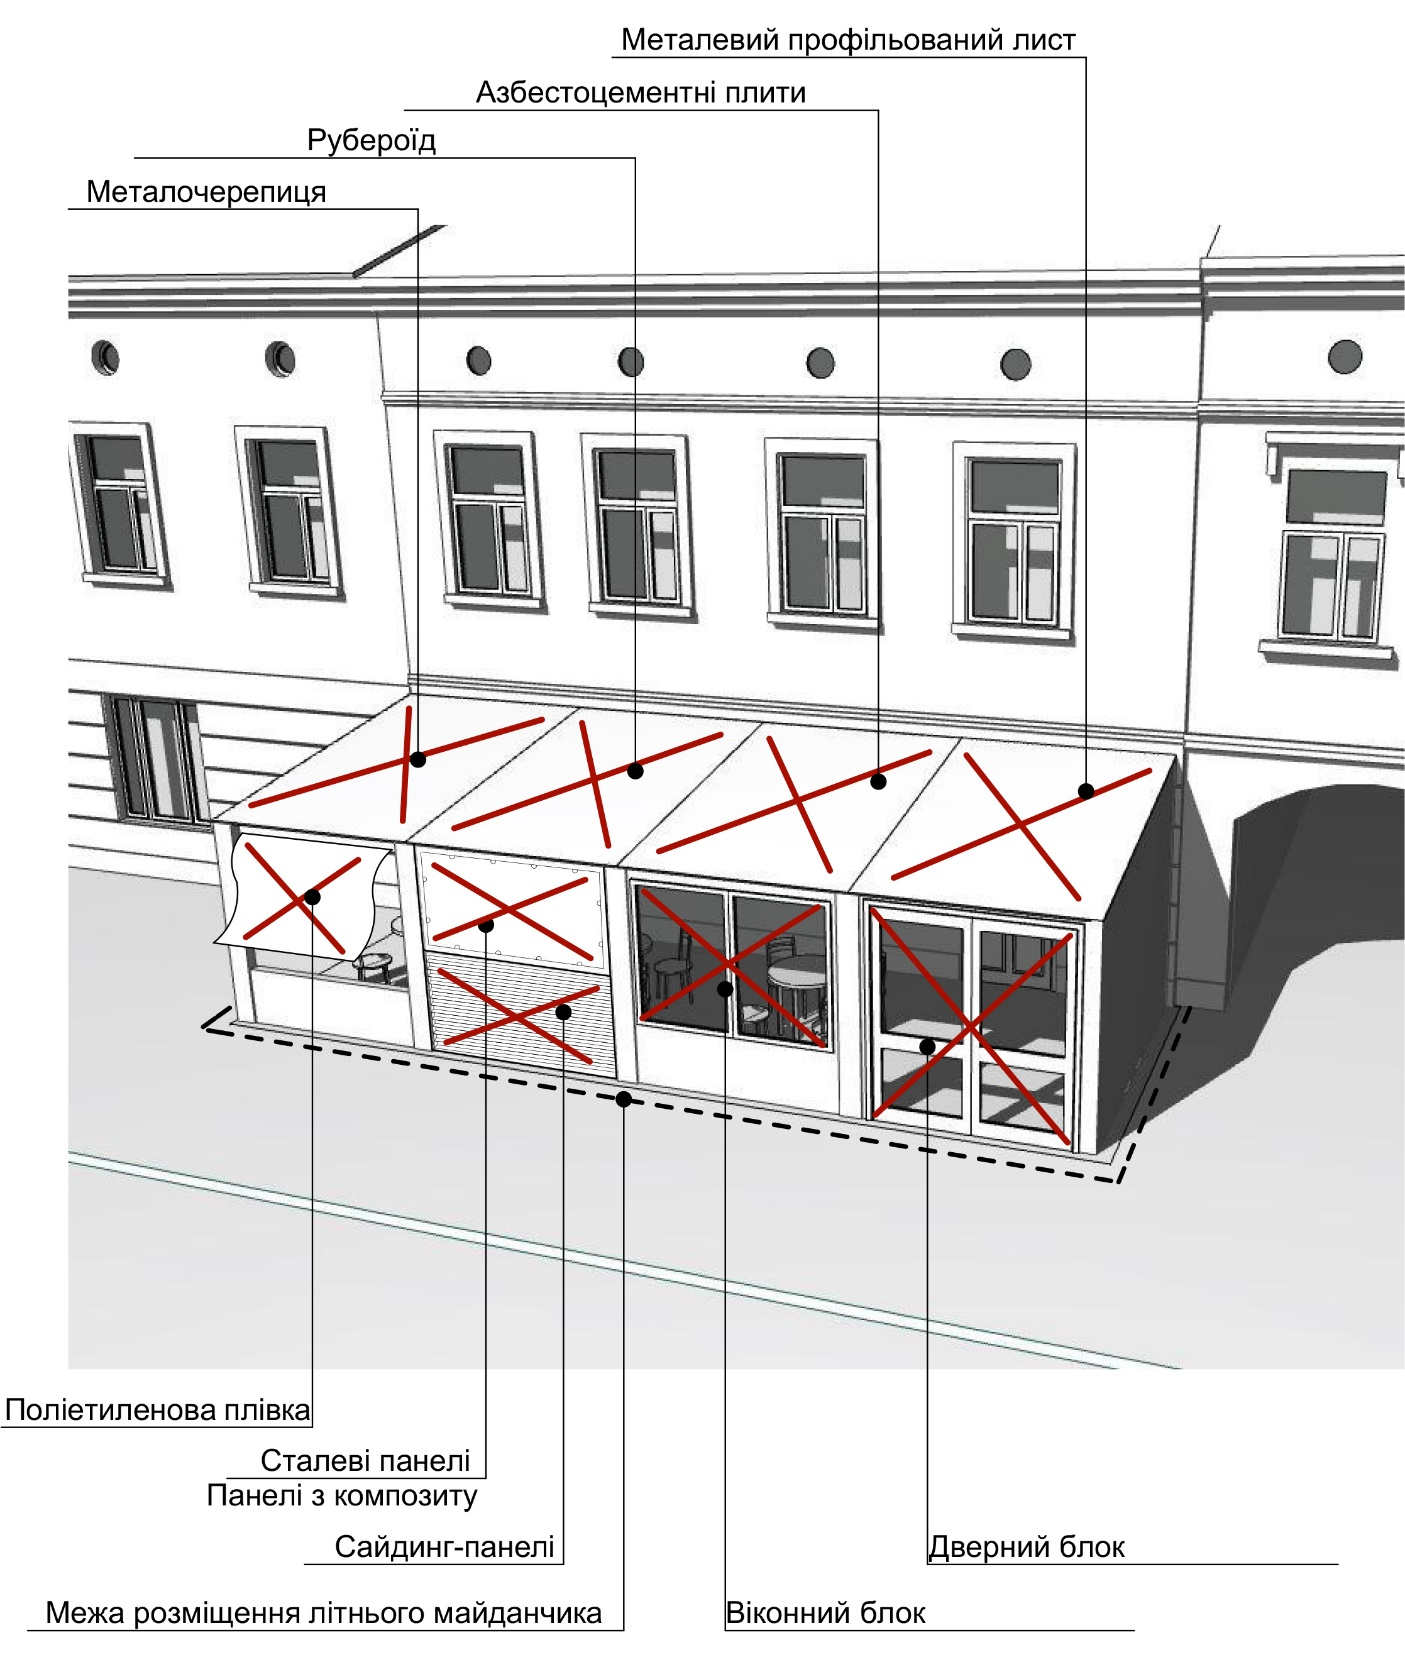 Металевий профільований лист
Азбестоцементні плити
Рубероїд
Металочерепиця
Поліетиленова плівка
Сталеві панелі
Панелі з композиту
Сайдинг-панелі
Дверний блок
Межа розміщення літнього майданчика
Віконний блок